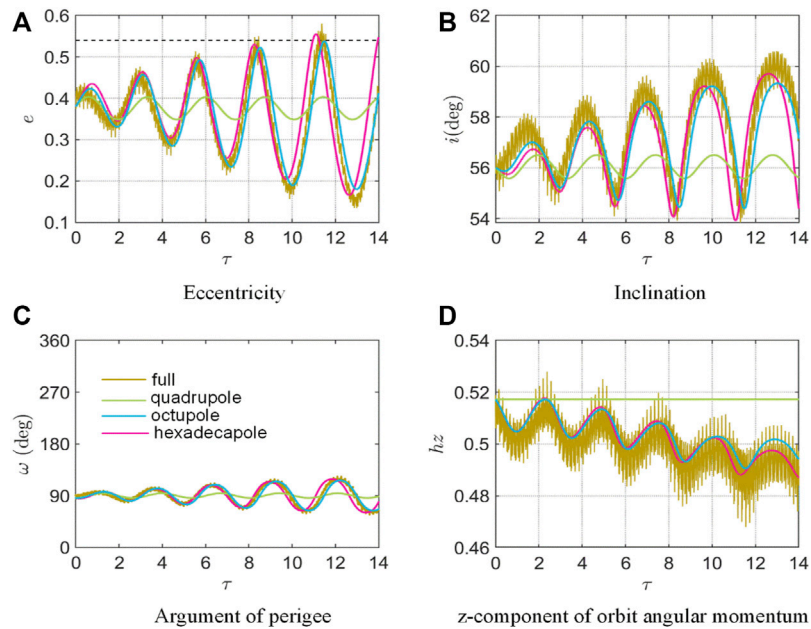 A
0.6
0.5
0.4
0.3
0.2
0.1
e
0 2 4 6 8 10 12 14
τ
Eccentricity
B
62
60
58
56
54
i(deg)
0 2 4 6 8 10 12 14
τ
Inclination
C
360
270
180
90
0
ω (deg)
full
quadrupole
octupole
hexadecapole
0 2 4 6 8 10 12 14
τ
Argument of perigee
D
0.54
0.52
0.5
0.48
0.46
hz
0 2 4 6 8 10 12 14
τ
z-component of orbit angular momentum